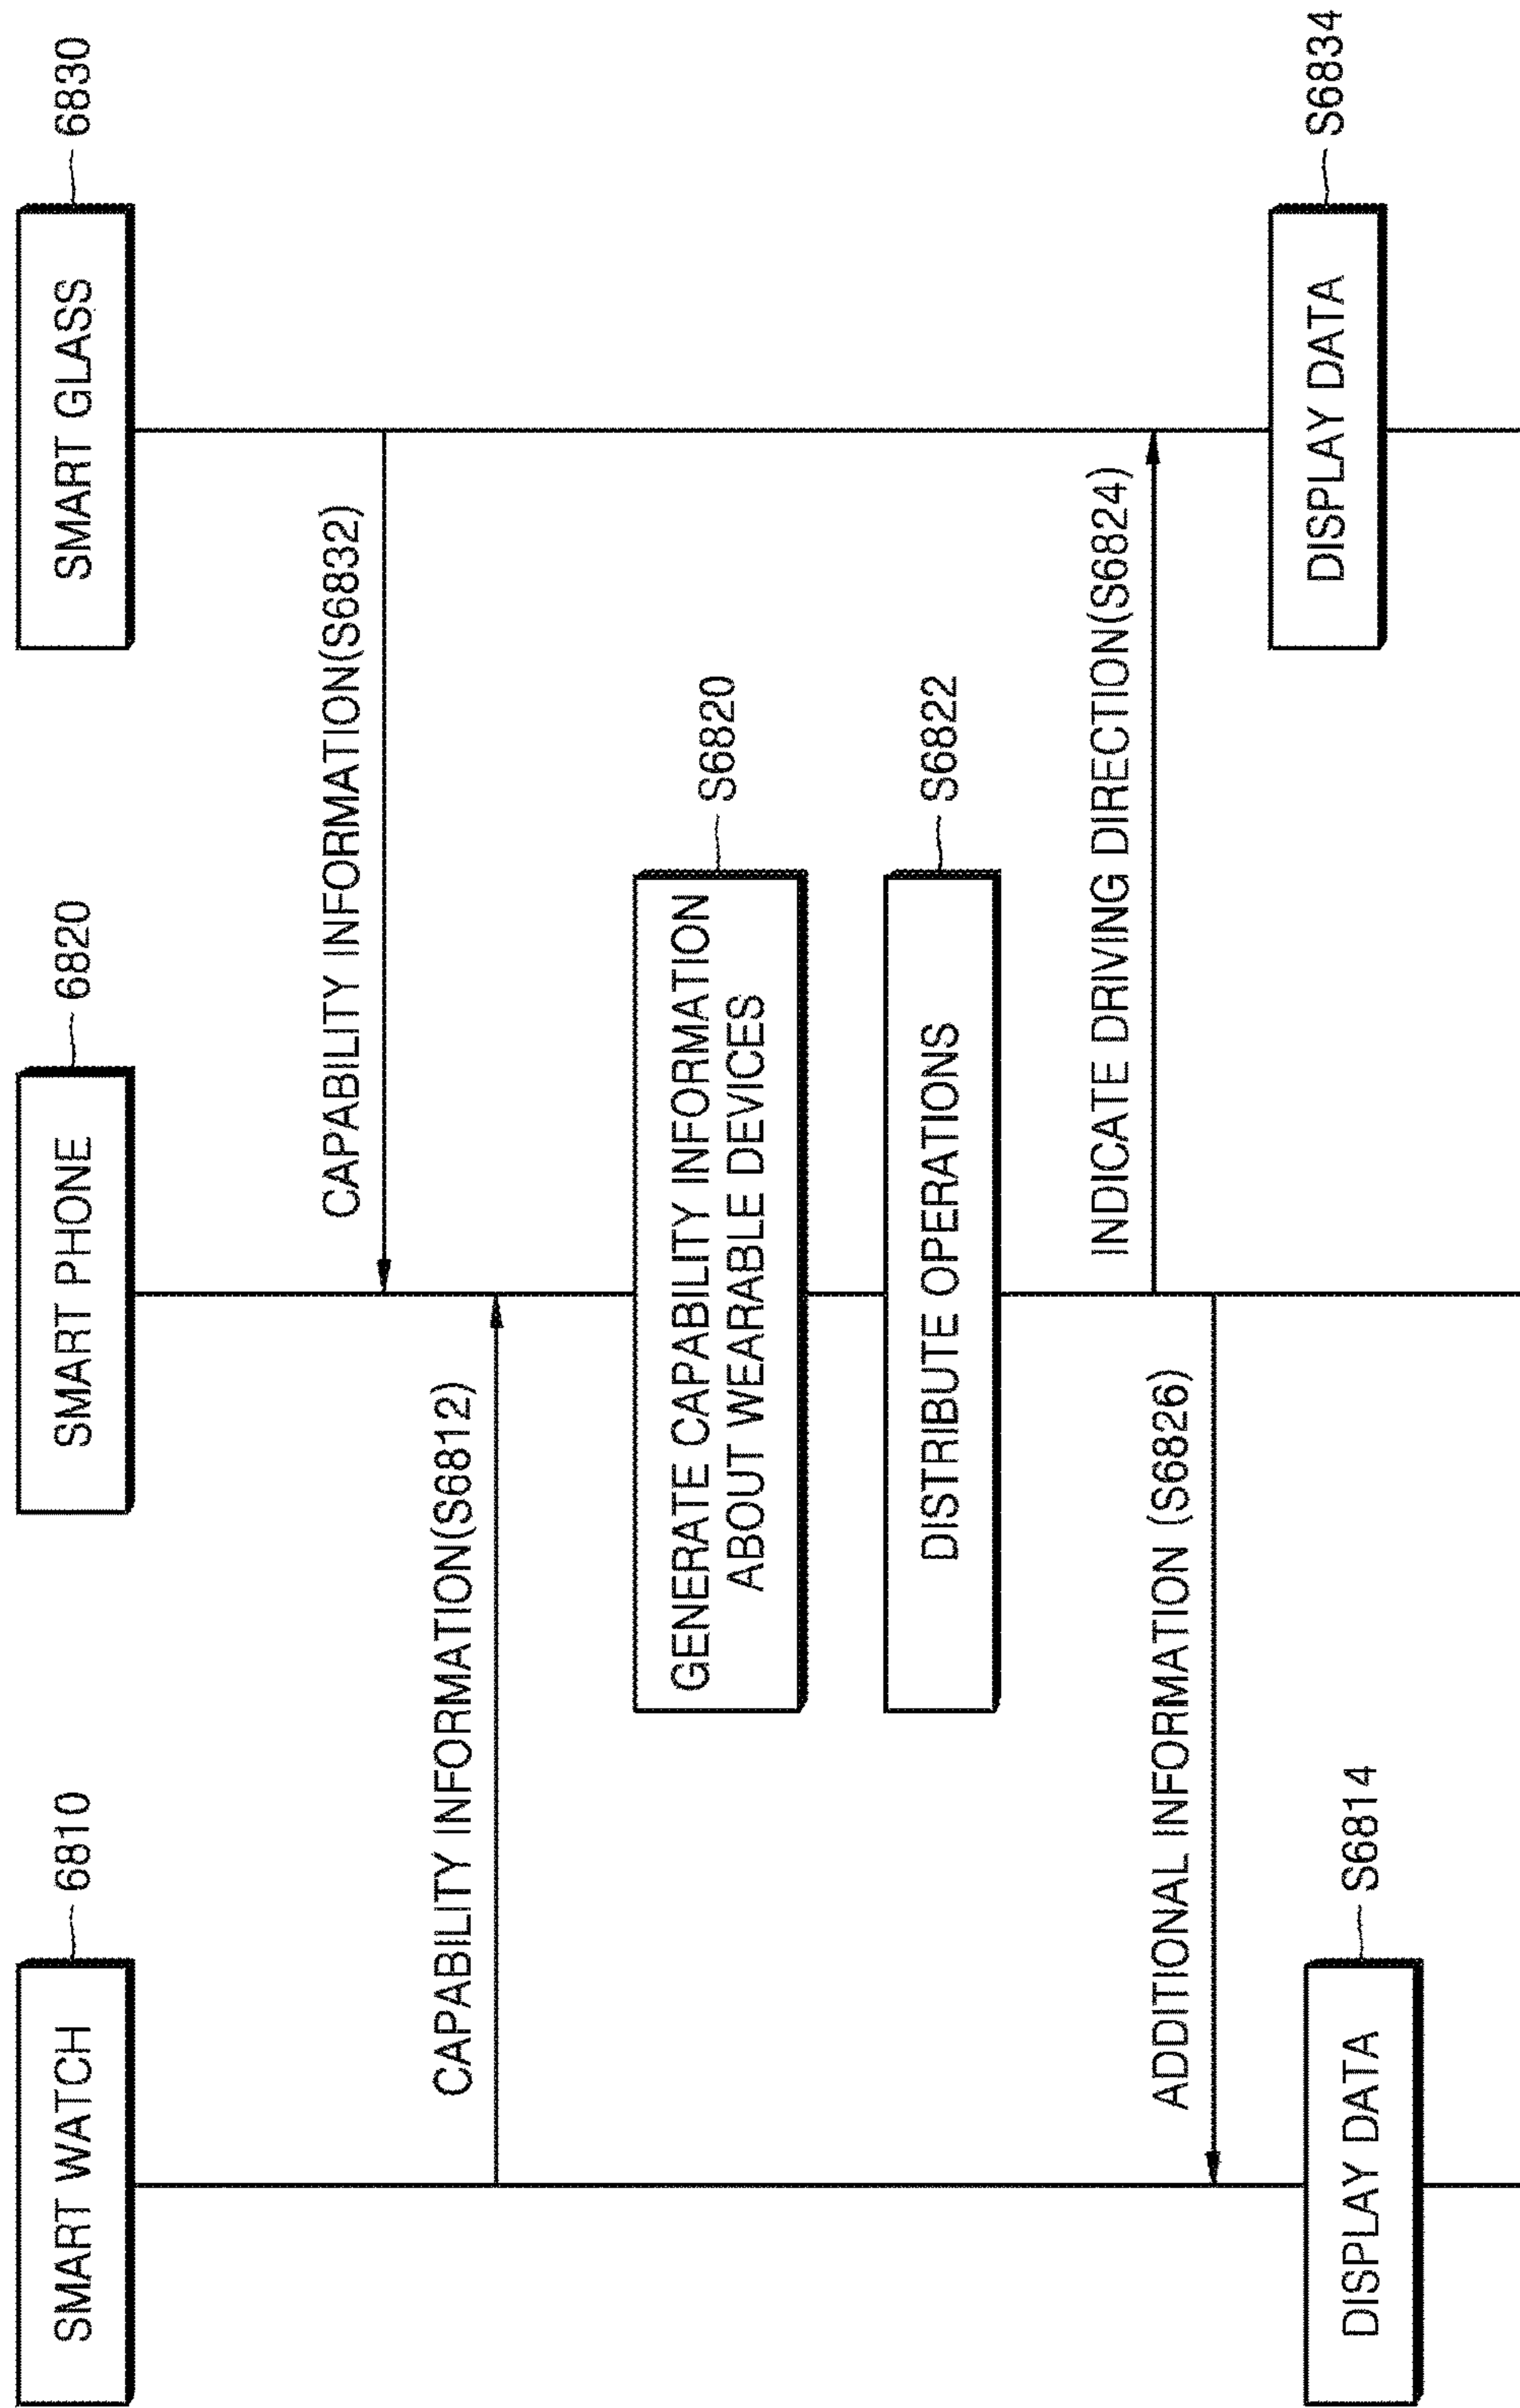 SMART WATCH
6810
SMART PHONE
6820
SMART GLASS
6830
CAPABILITY INFORMATION(S6832)
CAPABILITY INFORMATION(S6812)
GENERATE CAPABILITY INFORMATION
ABOUT WEARABLE DEVICES
S6820
DISTRIBUTE OPERATIONS
S6822
INDICATE DRIVING DIRECTION(S6824)
ADDITIONAL INFORMATION (S6826)
DISPLAY DATA
S6834
DISPLAY DATA
S6814